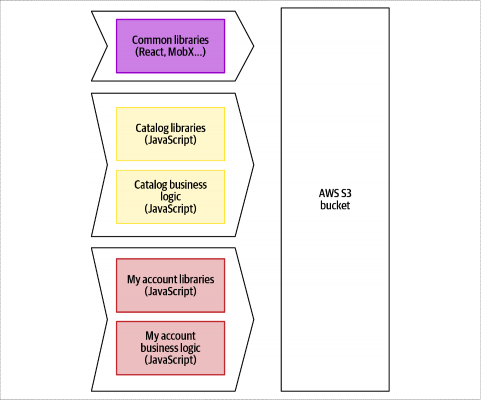 Common libraries
(React, MobX...)
Catalog libraries
(JavaScript)
Catalog business
logic
(JavaScript)
AWS S3
bucket
My account libraries
(JavaScript)
My account
business logic
(JavaScript)